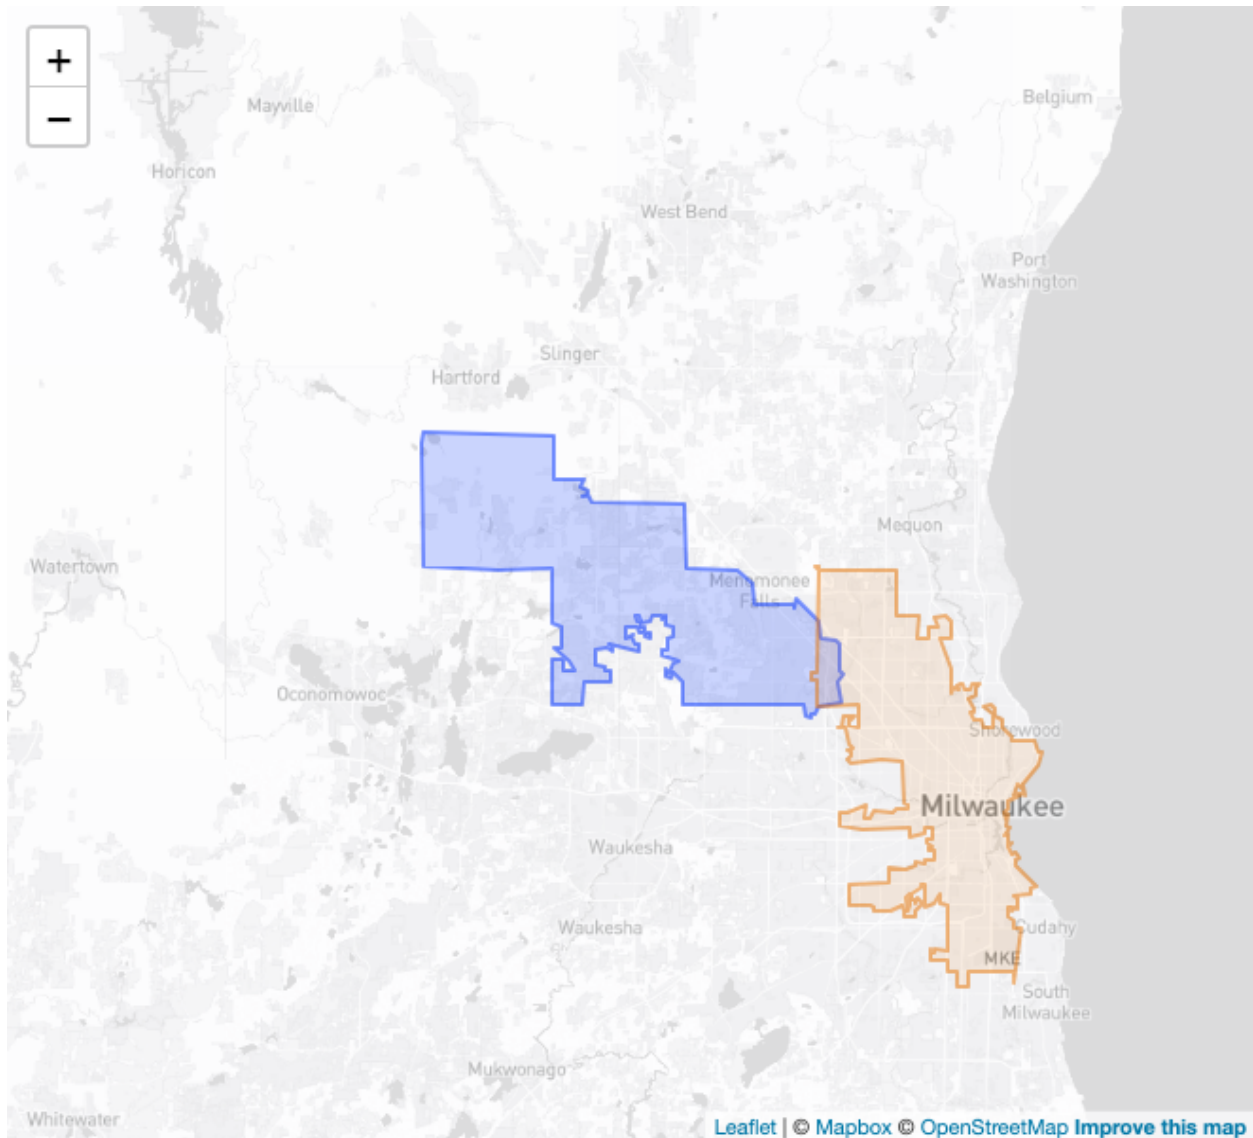 +
−
Mayville
Belgium
Horicon
West Bend
Port
Washington
Slinger
Hartford
Mequon
Watertown
Menomonee
Falls
Oconomowoc
Shorewood
Milwaukee
Waukesha
Waukesha
Cudahy
MKE
South
Milwaukee
Mukwonago
Whitewater
Leaflet | © Mapbox © OpenStreetMap Improve this map